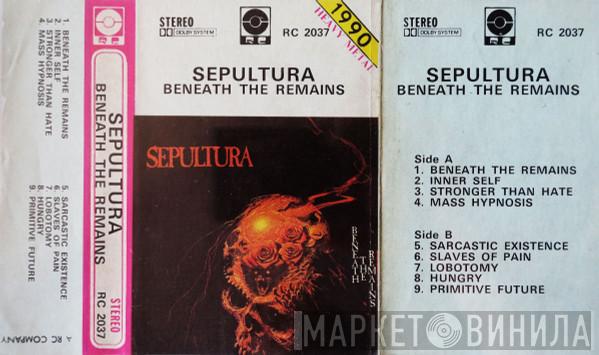 1. BENEATH THE REMAINS
2. INNER SELF
3. STRONGER THAN HATE
4. MASS HYPNOSIS
5. SARCASTIC EXISTENCE
6. SLAVES OF PAIN
7. LOBOTOMY
8. HUNGRY
9. PRIMITIVE FUTURE
A RC COMPANY
RC
SEPULTURA
BENEATH THE REMAINS
STEREO
RC 2037
STEREO
DOLBY SYSTEM
RC
RC 2037
1990
HEAVY METAL
SEPULTURA
BENEATH THE REMAINS
SEPULTURA
BENEATH
THE
REMAINS
STEREO
DOLBY SYSTEM
RC
RC 2037
SEPULTURA
BENEATH THE REMAINS
Side A
1. BENEATH THE REMAINS
2. INNER SELF
3. STRONGER THAN HATE
4. MASS HYPNOSIS
Side B
5. SARCASTIC EXISTENCE
6. SLAVES OF PAIN
7. LOBOTOMY
8. HUNGRY
9. PRIMITIVE FUTURE
МАРКЕТ ВИНИЛА